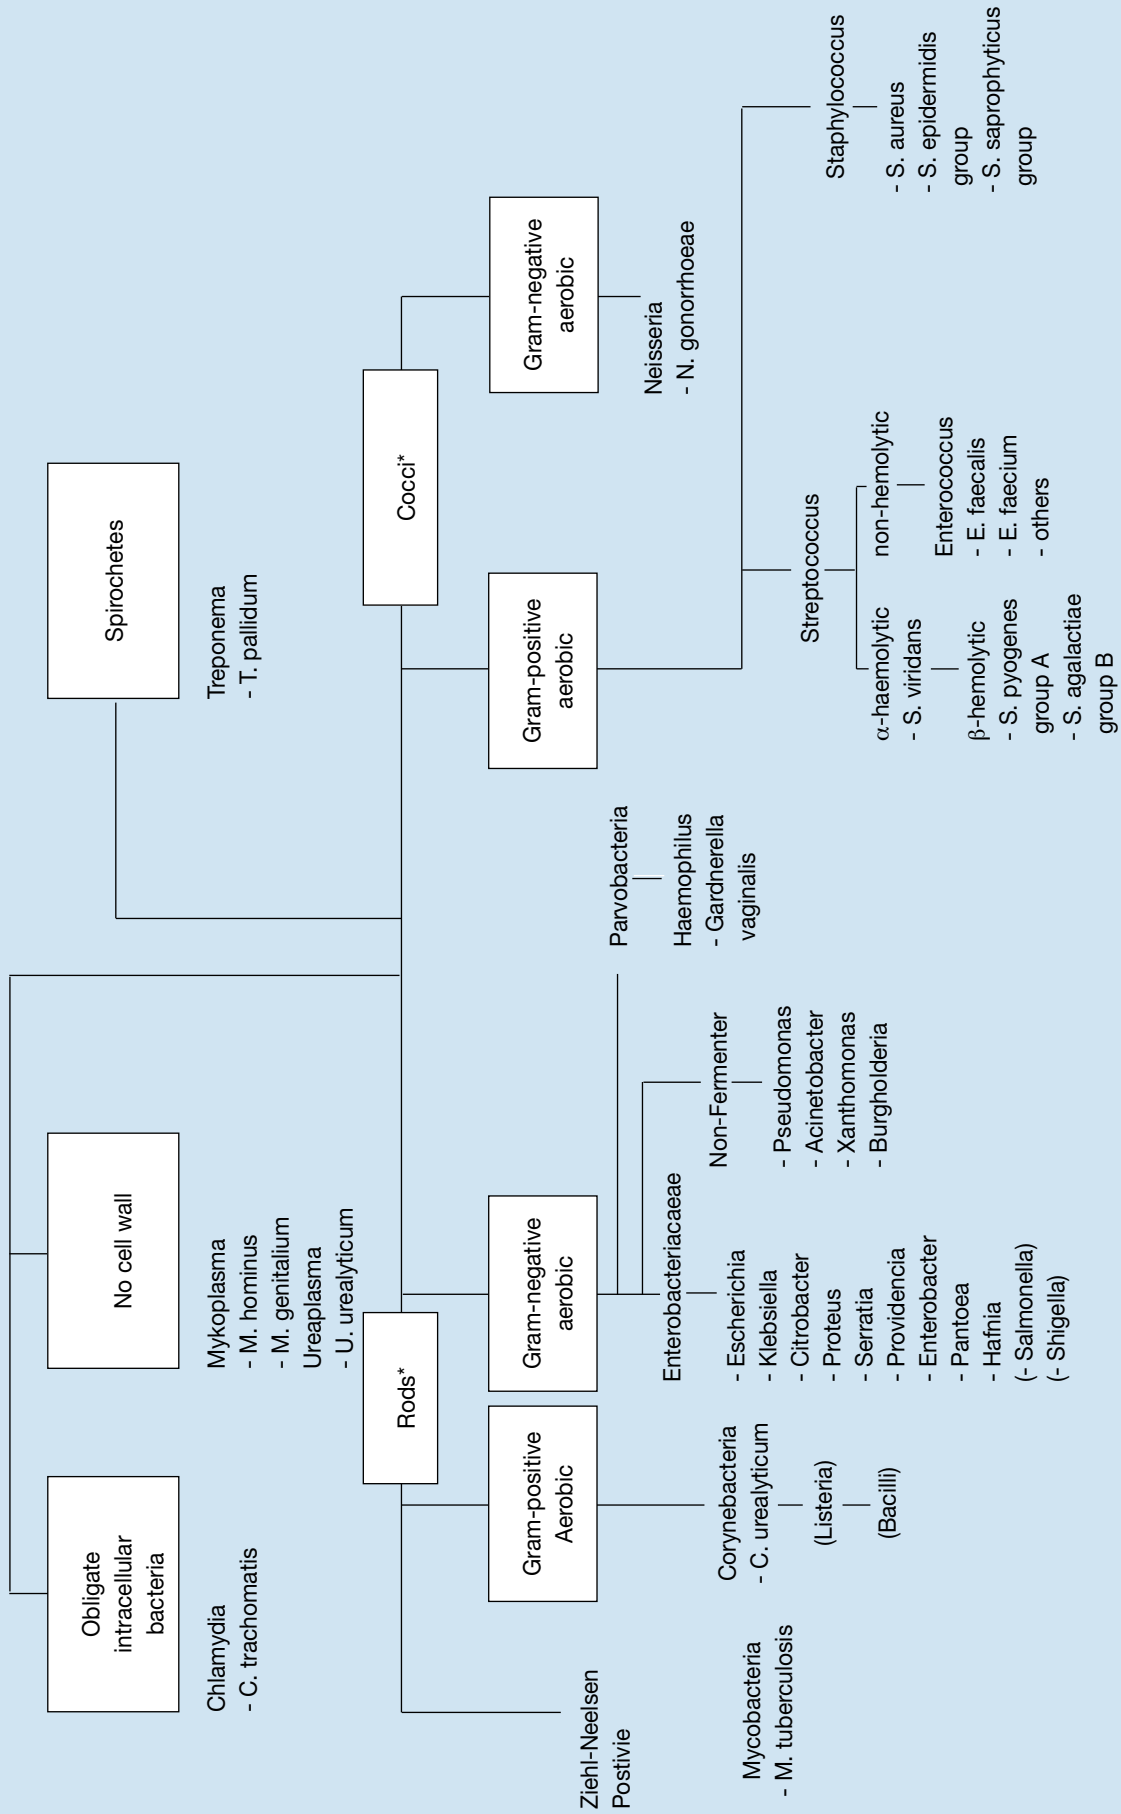 Obligate
intracellular
bacteria
Chlamydia
- C. trachomatis
No cell wall
Mykoplasma
- M. hominus
- M. genitalium
Ureaplasma
- U. urealyticum
Spirochetes
Treponema
- T. pallidum
Rods*
Cocci*
Ziehl-Neelsen
Postivie
Mycobacteria
- M. tuberculosis
Gram-positive
Aerobic
Corynebacteria
- C. urealyticum
(Listeria)
(Bacilli)
Gram-negative
aerobic
Enterobacteriacaeae
- Escherichia
- Klebsiella
- Citrobacter
- Proteus
- Serratia
- Providencia
- Enterobacter
- Pantoea
- Hafnia
(- Salmonella)
(- Shigella)
Non-Fermenter
- Pseudomonas
- Acinetobacter
- Xanthomonas
- Burgholderia
Parvobacteria
Haemophilus
- Gardnerella
vaginalis
Gram-positive
aerobic
Streptococcus
α-haemolytic
- S. viridans
β-hemolytic
- S. pyogenes
group A
- S. agalactiae
group B
non-hemolytic
Enterococcus
- E. faecalis
- E. faecium
- others
Staphylococcus
- S. aureus
- S. epidermidis
group
- S. saprophyticus
group
Gram-negative
aerobic
Neisseria
- N. gonorrhoeae